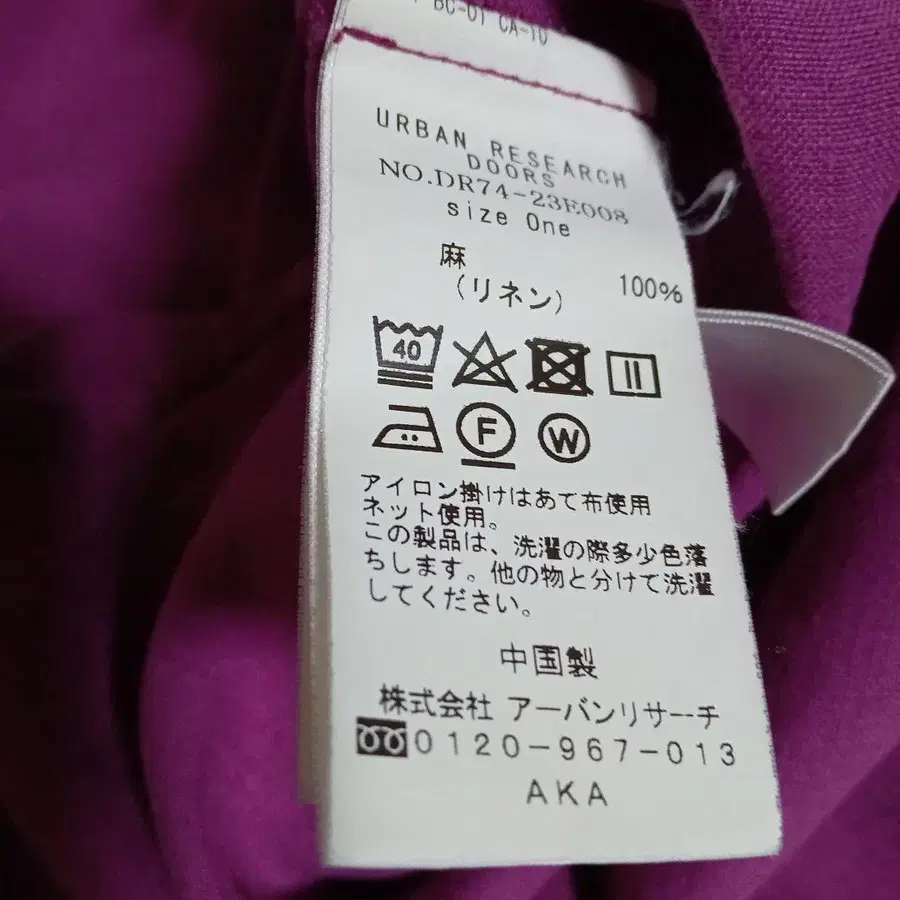 BC-01 CA-10
URBAN RESEARCH
DOORS
NO.DR74-23E008
size One
麻
(リネン) 100%
40
F W
アイロン掛けはあて布使用
ネット使用。
この製品は、洗濯の際多少色落
ちします。他の物と分けて洗濯
してください。
中国製
株式会社 アーバンリサーチ
0120-967-013
AKA